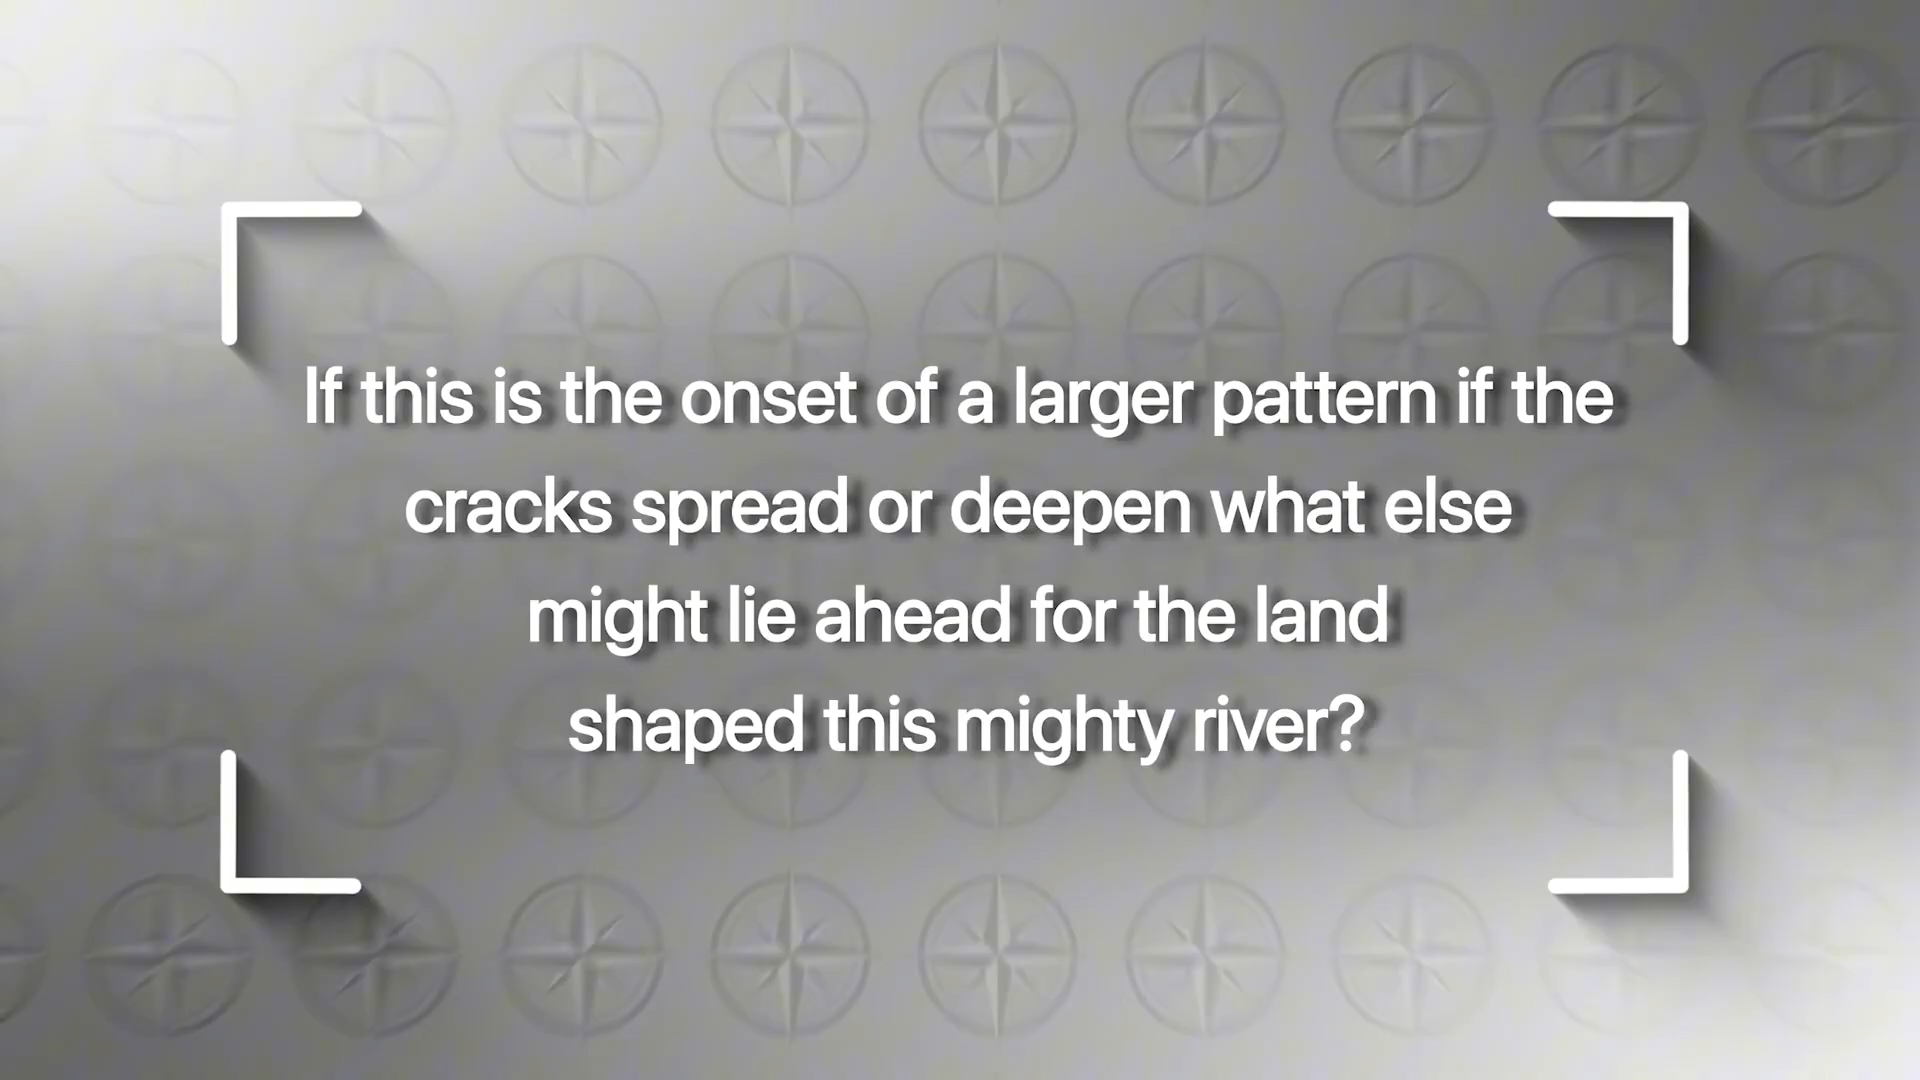 If this is the onset of a larger pattern if the
cracks spread or deepen what else
might lie ahead for the land
shaped this mighty river?